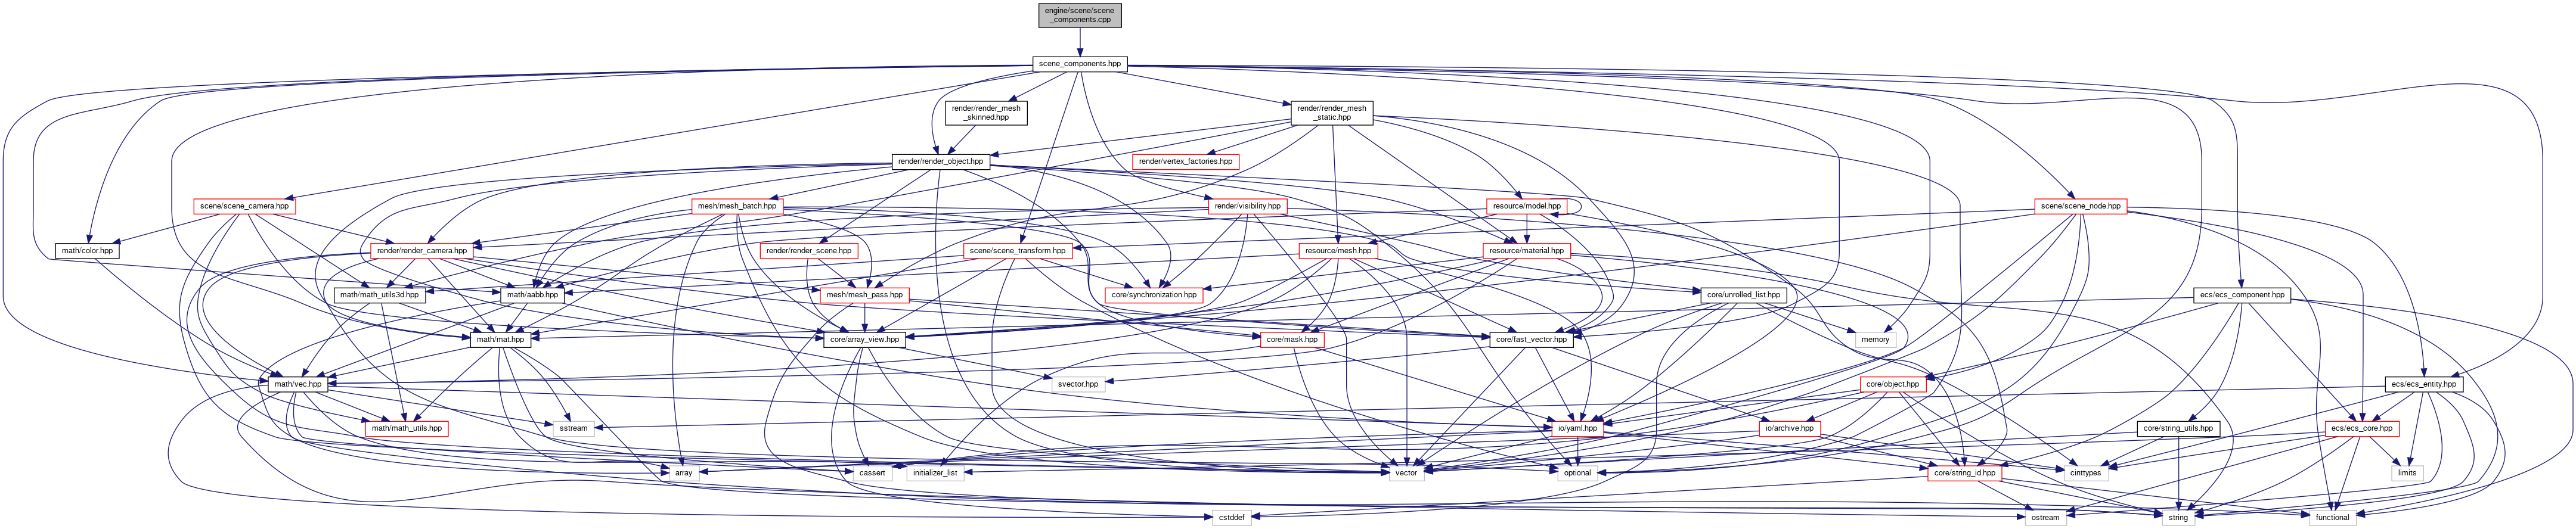 engine/scene/scene
_components.cpp
scene_components.hpp
render/render_mesh
_skinned.hpp
render/render_mesh
_static.hpp
render/render_object.hpp
render/vertex_factories.hpp
scene/scene_camera.hpp
mesh/mesh_batch.hpp
render/visibility.hpp
resource/model.hpp
scene/scene_node.hpp
math/color.hpp
render/render_camera.hpp
render/render_scene.hpp
scene/scene_transform.hpp
resource/mesh.hpp
resource/material.hpp
math/math_utils3d.hpp
math/aabb.hpp
mesh/mesh_pass.hpp
core/synchronization.hpp
core/unrolled_list.hpp
ecs/ecs_component.hpp
math/mat.hpp
core/array_view.hpp
core/mask.hpp
core/fast_vector.hpp
memory
math/vec.hpp
svector.hpp
core/object.hpp
ecs/ecs_entity.hpp
math/math_utils.hpp
sstream
io/yaml.hpp
io/archive.hpp
core/string_utils.hpp
ecs/ecs_core.hpp
array
cassert
initializer_list
vector
optional
core/string_id.hpp
cinttypes
limits
cstddef
ostream
string
functional